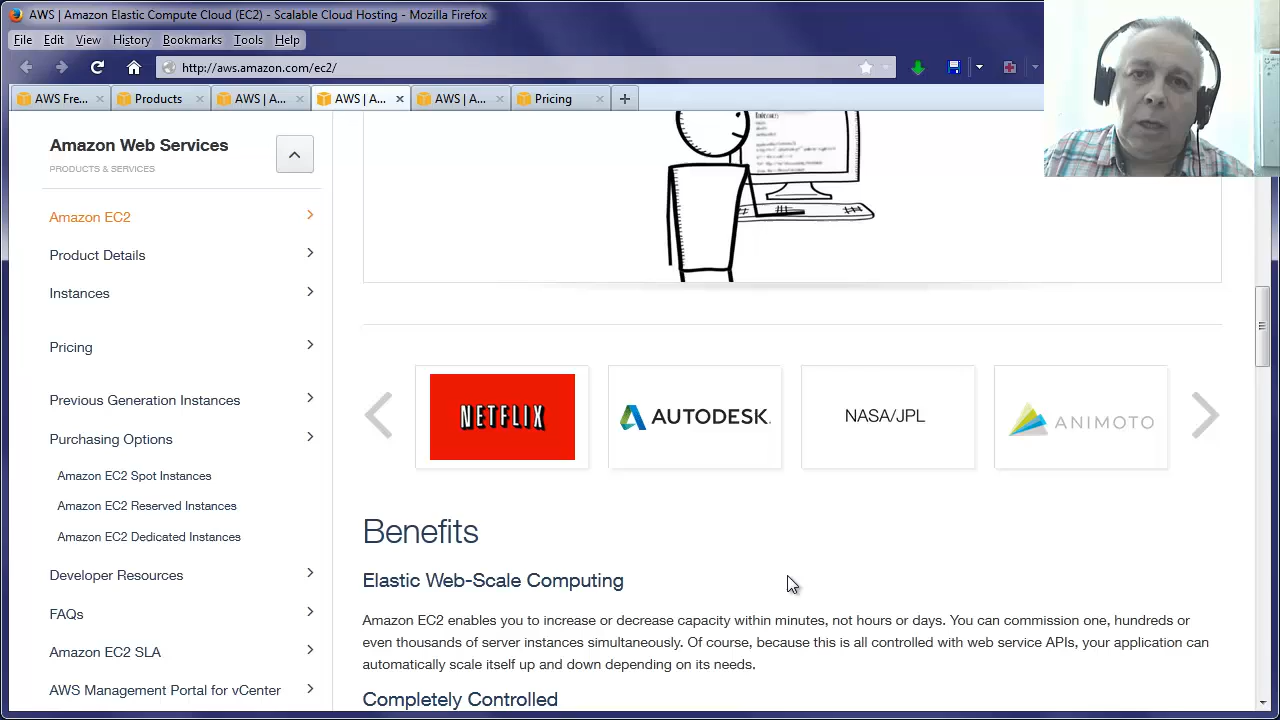 AWS | Amazon Elastic Compute Cloud (EC2) - Scalable Cloud Hosting - Mozilla Firefox
File Edit View History Bookmarks Tools Help
http://aws.amazon.com/ec2/
AWS Fre... Products AWS | A... AWS | A... AWS | A... Pricing
Amazon Web Services
PRODUCTS & SERVICES
Amazon EC2
Product Details
Instances
Pricing
Previous Generation Instances
Purchasing Options
Amazon EC2 Spot Instances
Amazon EC2 Reserved Instances
Amazon EC2 Dedicated Instances
Developer Resources
FAQs
Amazon EC2 SLA
AWS Management Portal for vCenter
NETFLIX
AUTODESK.
NASA/JPL
ANIMOTO
Benefits
Elastic Web-Scale Computing
Amazon EC2 enables you to increase or decrease capacity within minutes, not hours or days. You can commission one, hundreds or
even thousands of server instances simultaneously. Of course, because this is all controlled with web service APIs, your application can
automatically scale itself up and down depending on its needs.
Completely Controlled